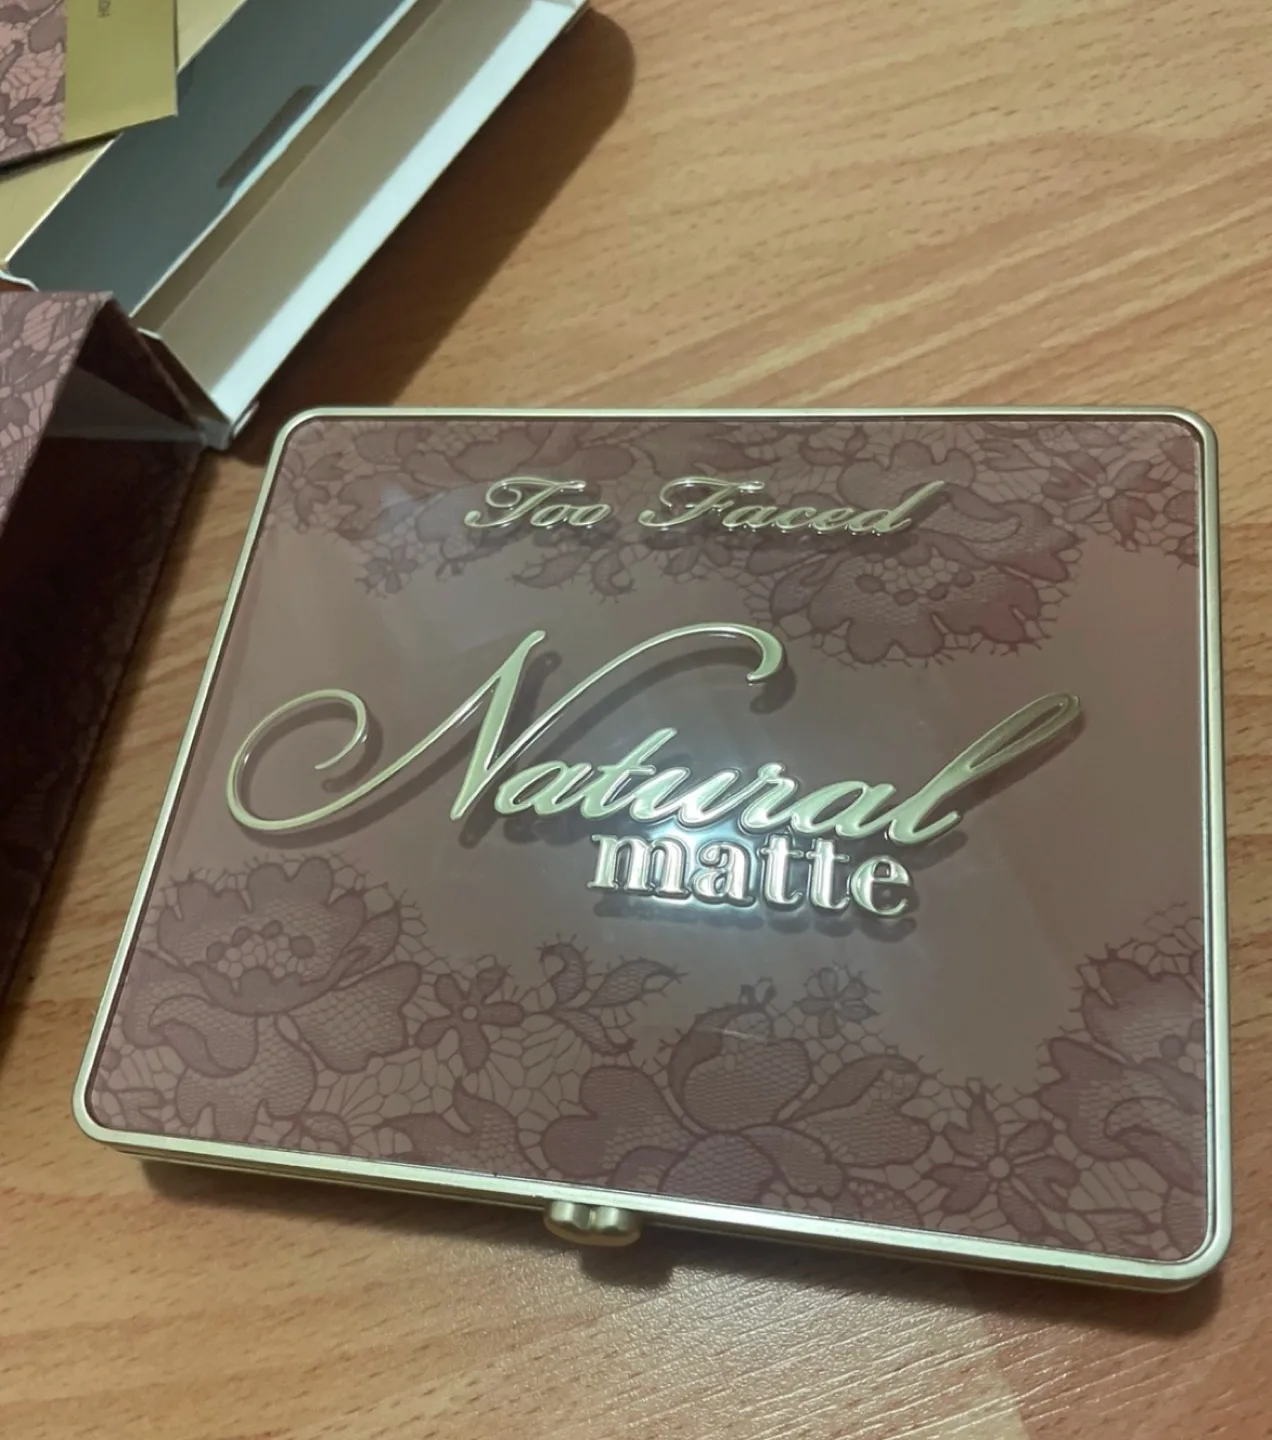 Too Faced
Natural
matte